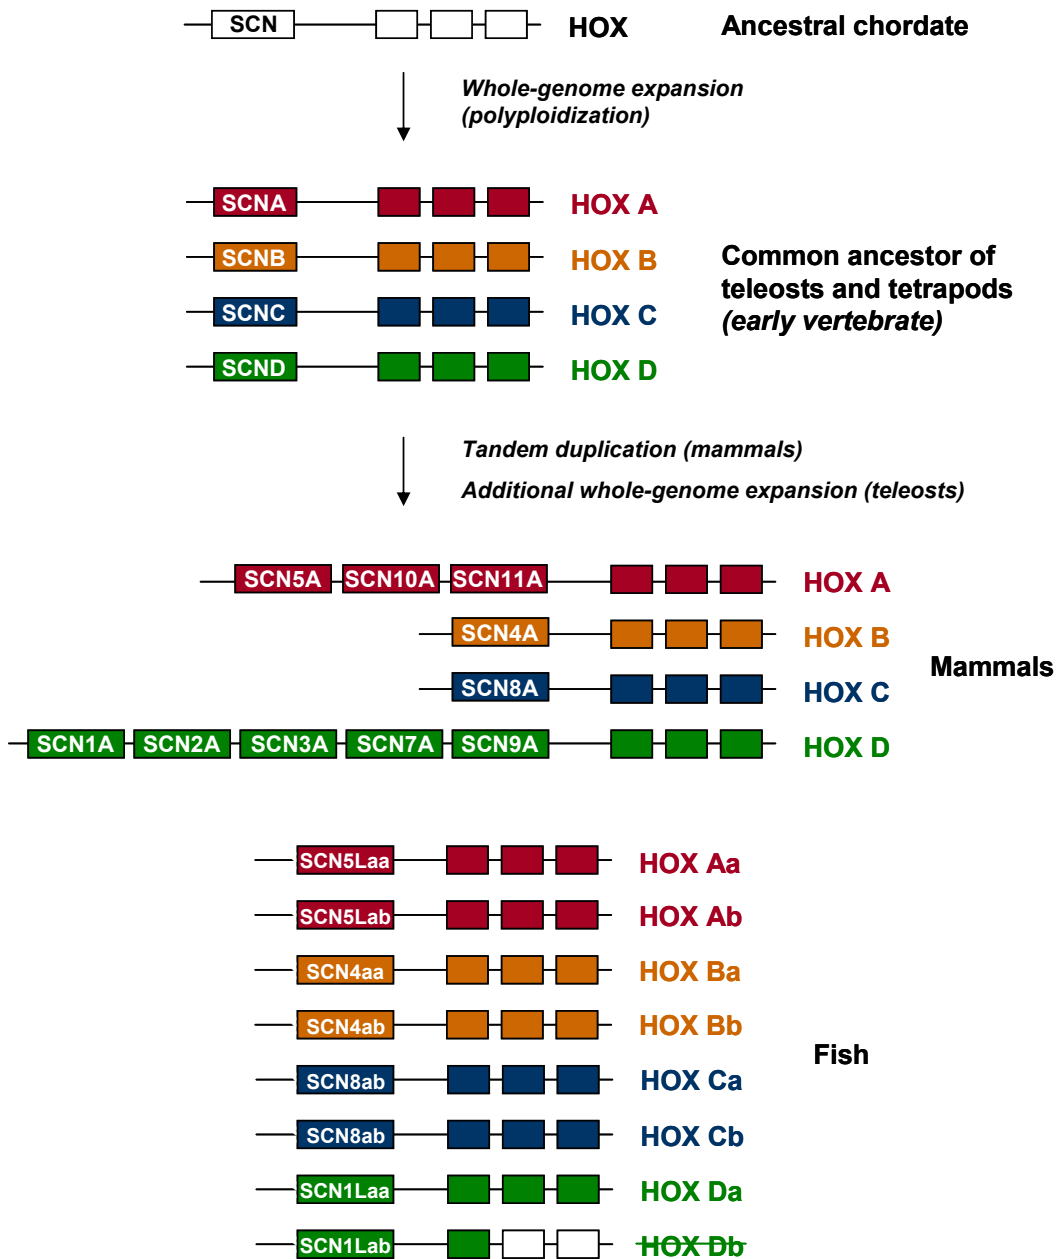 SCN HOX Ancestral chordate
Whole-genome expansion
(polyploidization)
SCNA HOX A
SCNB HOX B
SCNC HOX C
SCND HOX D
Common ancestor of
teleosts and tetrapods
(early vertebrate)
Tandem duplication (mammals)
Additional whole-genome expansion (teleosts)
SCN5A SCN10A SCN11A HOX A
SCN4A HOX B
SCN8A HOX C
SCN1A SCN2A SCN3A SCN7A SCN9A HOX D
Mammals
SCN5Laa HOX Aa
SCN5Lab HOX Ab
SCN4aa HOX Ba
SCN4ab HOX Bb
SCN8ab HOX Ca
SCN8ab HOX Cb
SCN1Laa HOX Da
SCN1Lab HOX Db
Fish